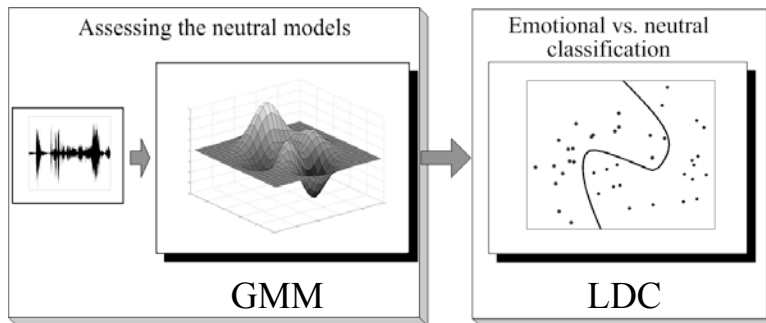 Assessing the neutral models
GMM
Emotional vs. neutral
classification
LDC